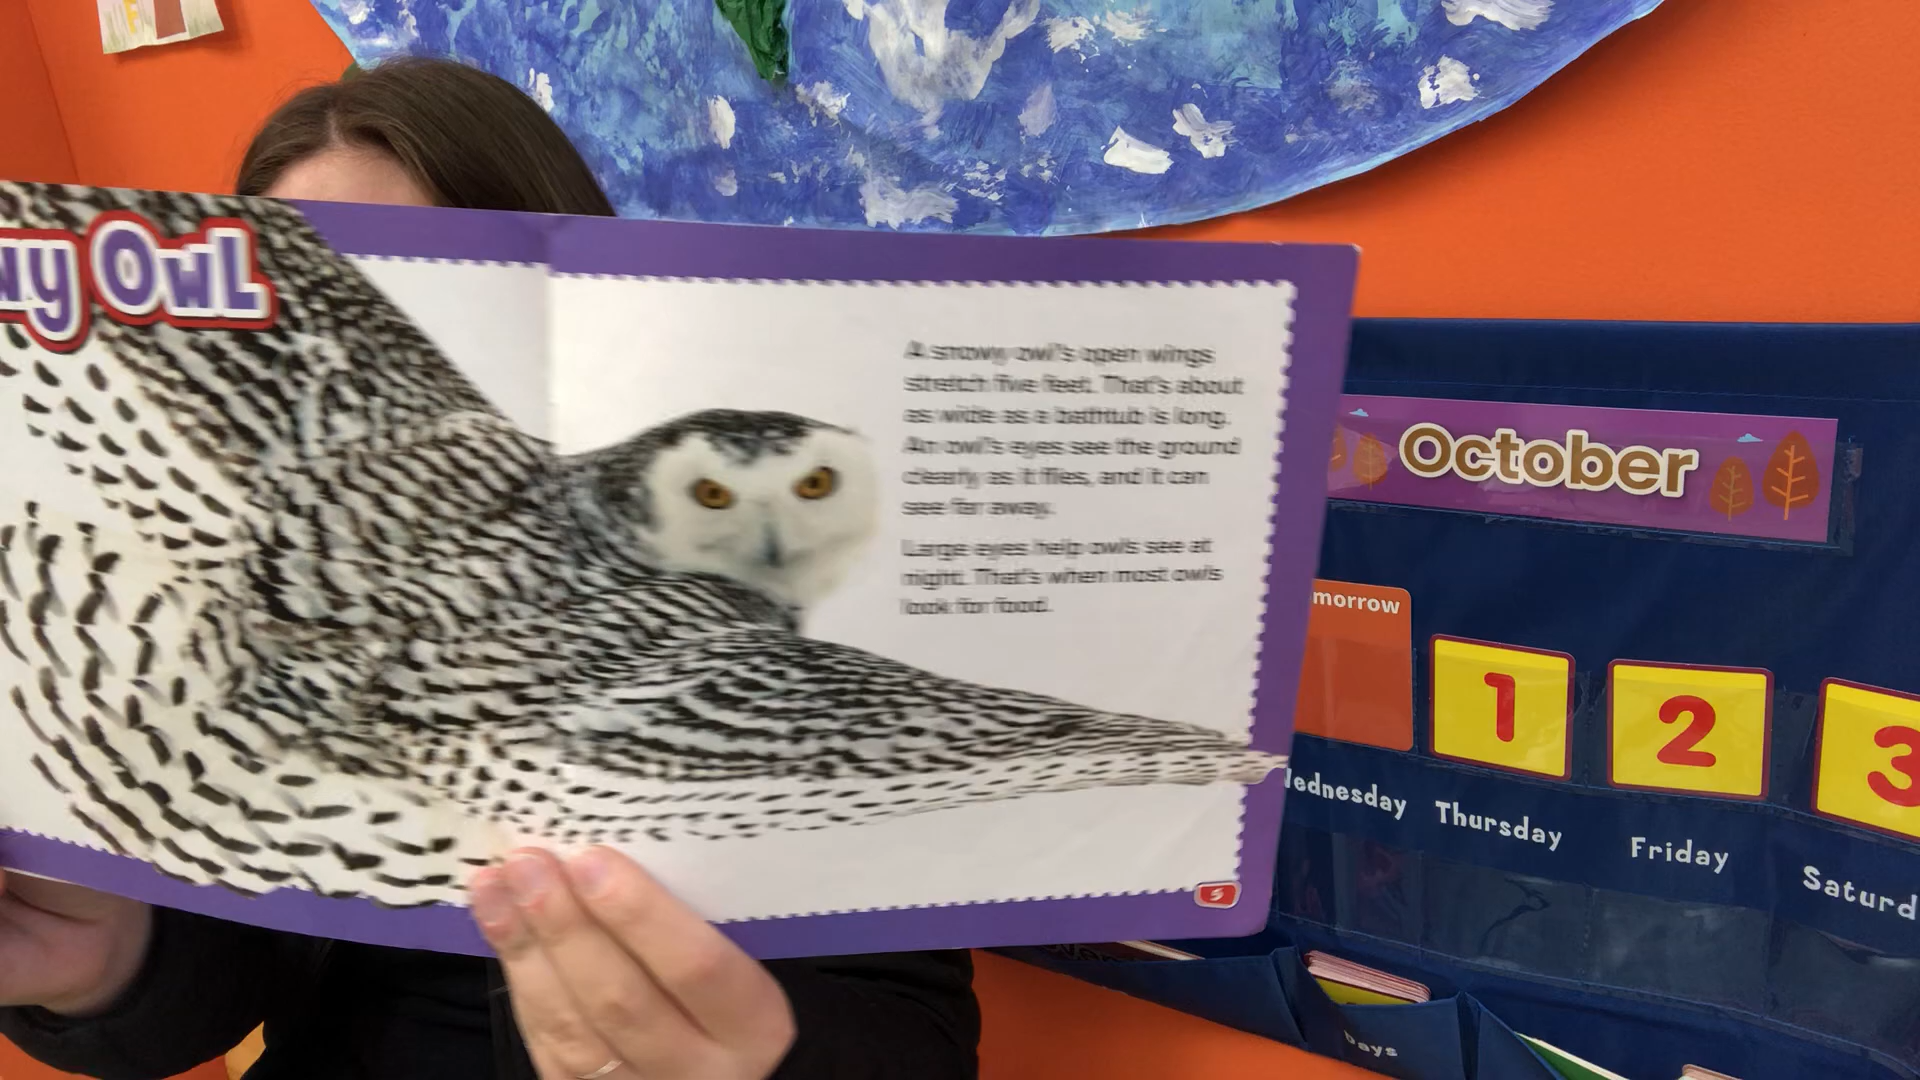 wy OwL
A snowy owl's open wings
stretch five feet. That's about
as wide as a bathtub is long.
An owl's eyes see the ground
clearly as it flies, and it can
see far away.
Large eyes help owls see at
night. That's when most owls
look for food.
5
October
morrow
1
2
3
Wednesday
Thursday
Friday
Saturd
Days